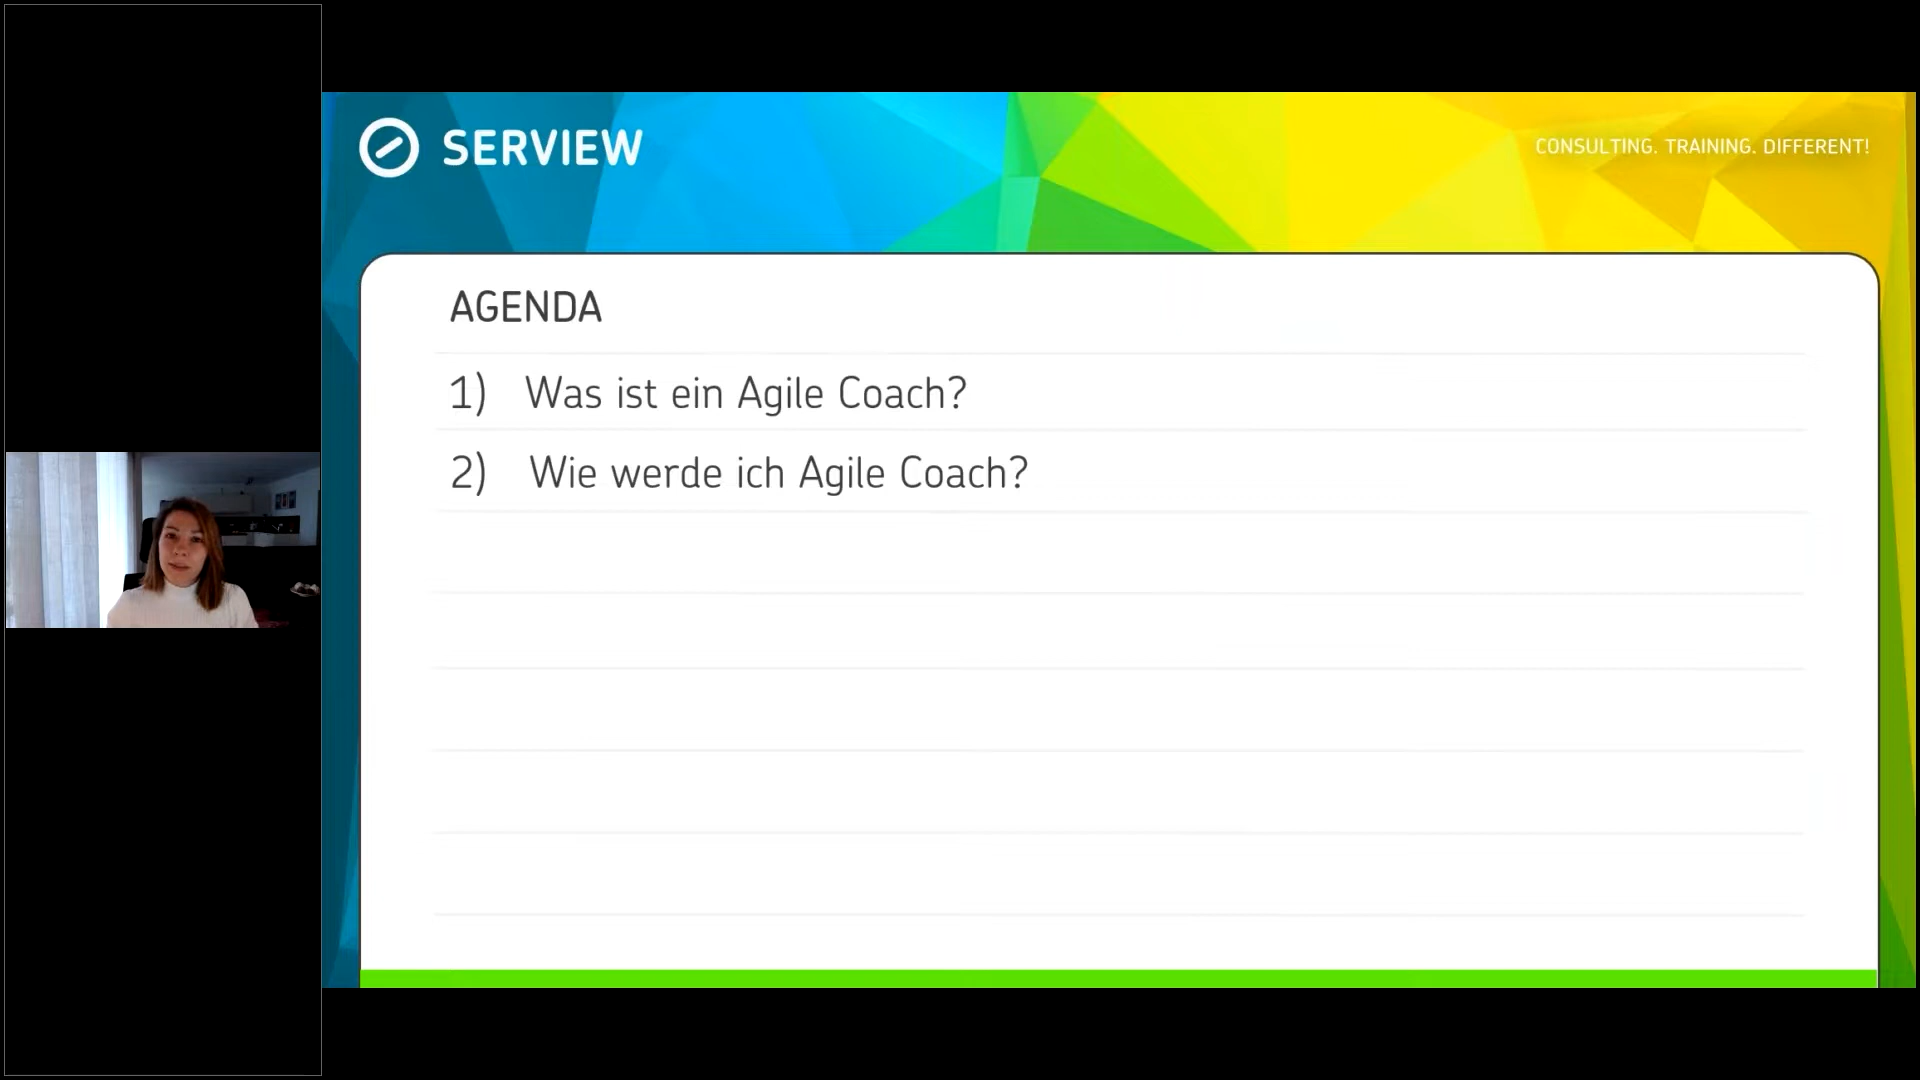 SERVIEW
CONSULTING. TRAINING. DIFFERENT!
AGENDA
1) Was ist ein Agile Coach?
2) Wie werde ich Agile Coach?